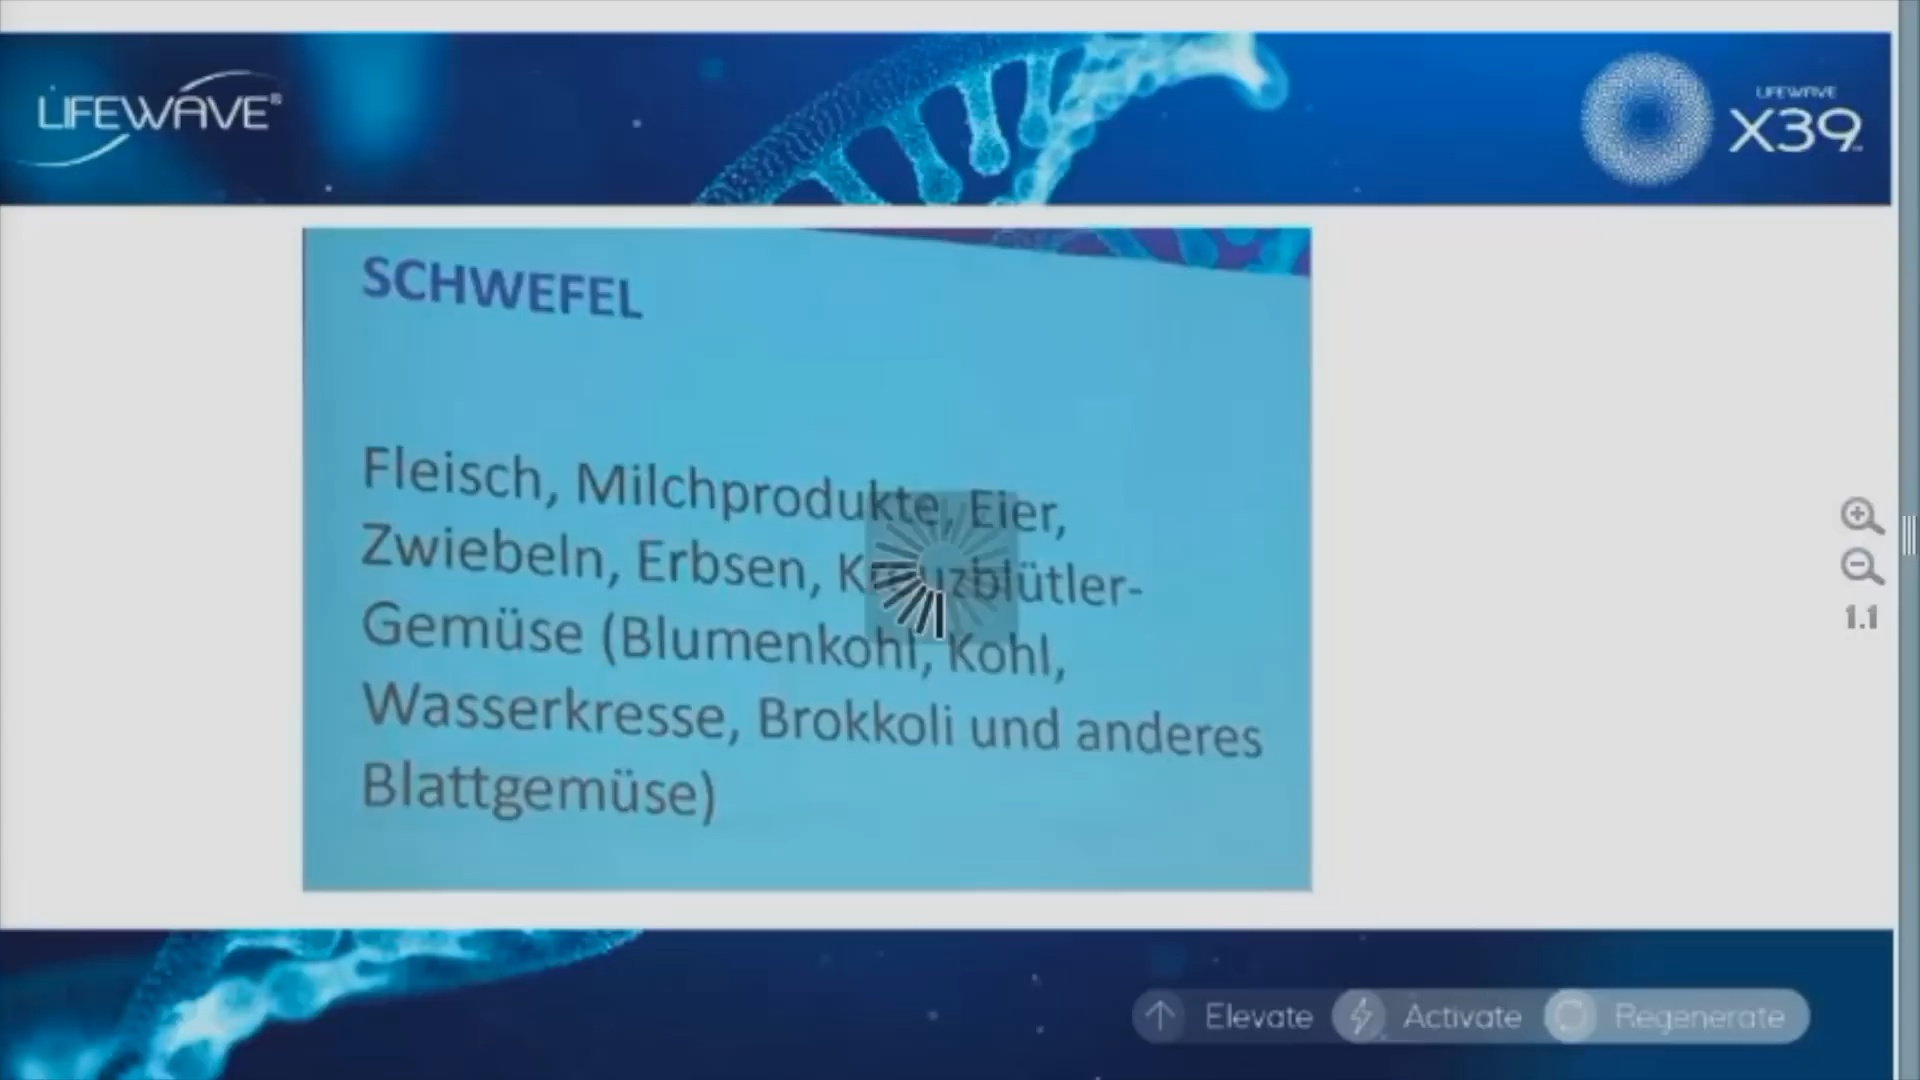 LIFEWAVE®
LIFEWAVE
X39
SCHWEFEL
Fleisch, Milchprodukte, Eier,
Zwiebeln, Erbsen, Kreuzblütler-
Gemüse (Blumenkohl, Kohl,
Wasserkresse, Brokkoli und anderes
Blattgemüse)
1.1
Elevate Activate Regenerate